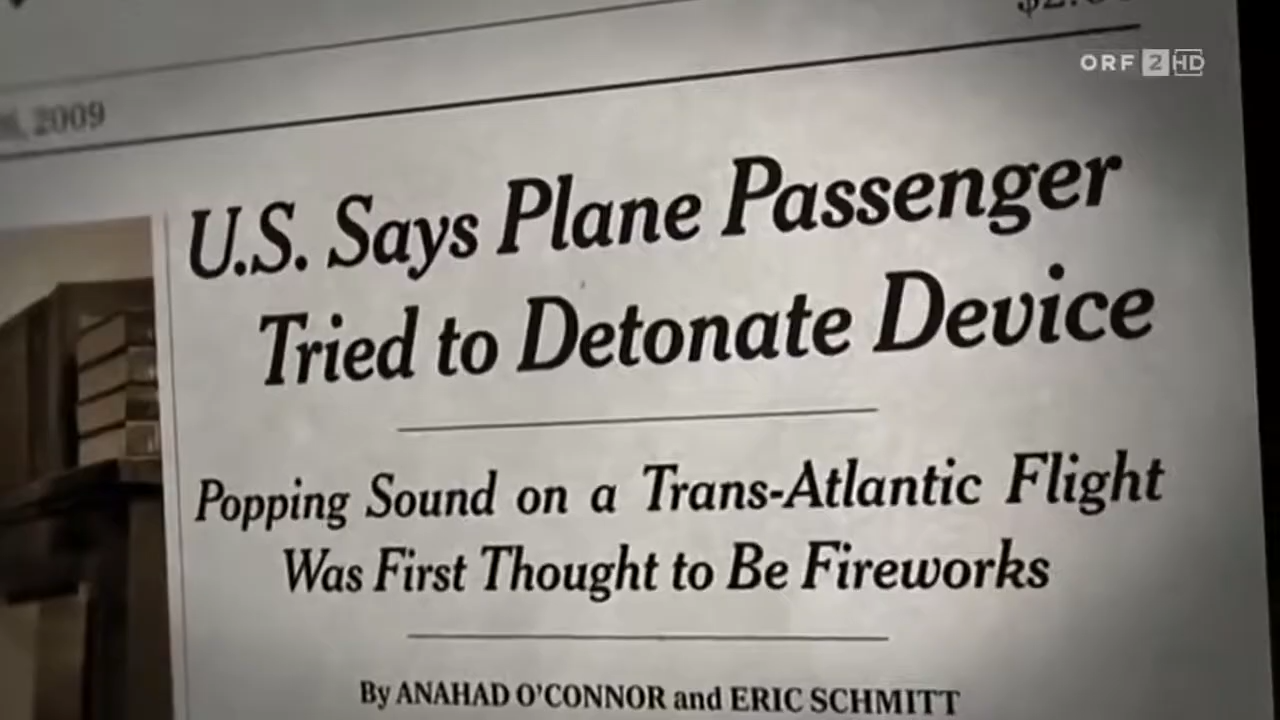 ORF 2 HD
, 2009
U.S. Says Plane Passenger
Tried to Detonate Device
Popping Sound on a Trans-Atlantic Flight
Was First Thought to Be Fireworks
By ANAHAD O'CONNOR and ERIC SCHMITT